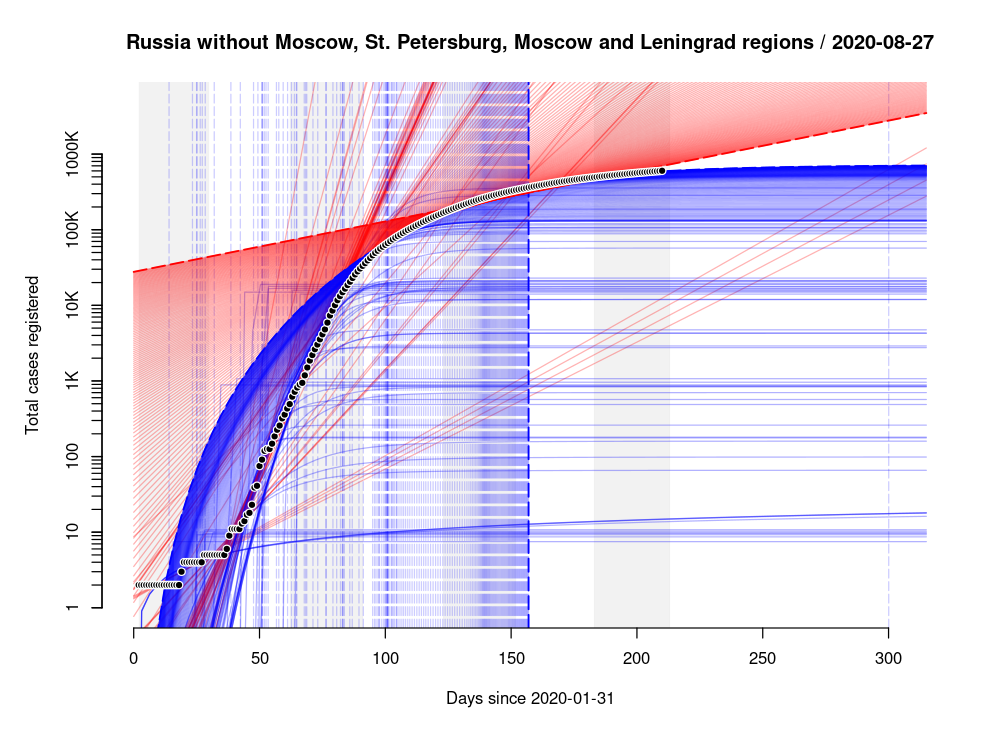 Russia without Moscow, St. Petersburg, Moscow and Leningrad regions / 2020-08-27
Total cases registered
1000K
100K
10K
1K
100
10
1
0 50 100 150 200 250 300
Days since 2020-01-31